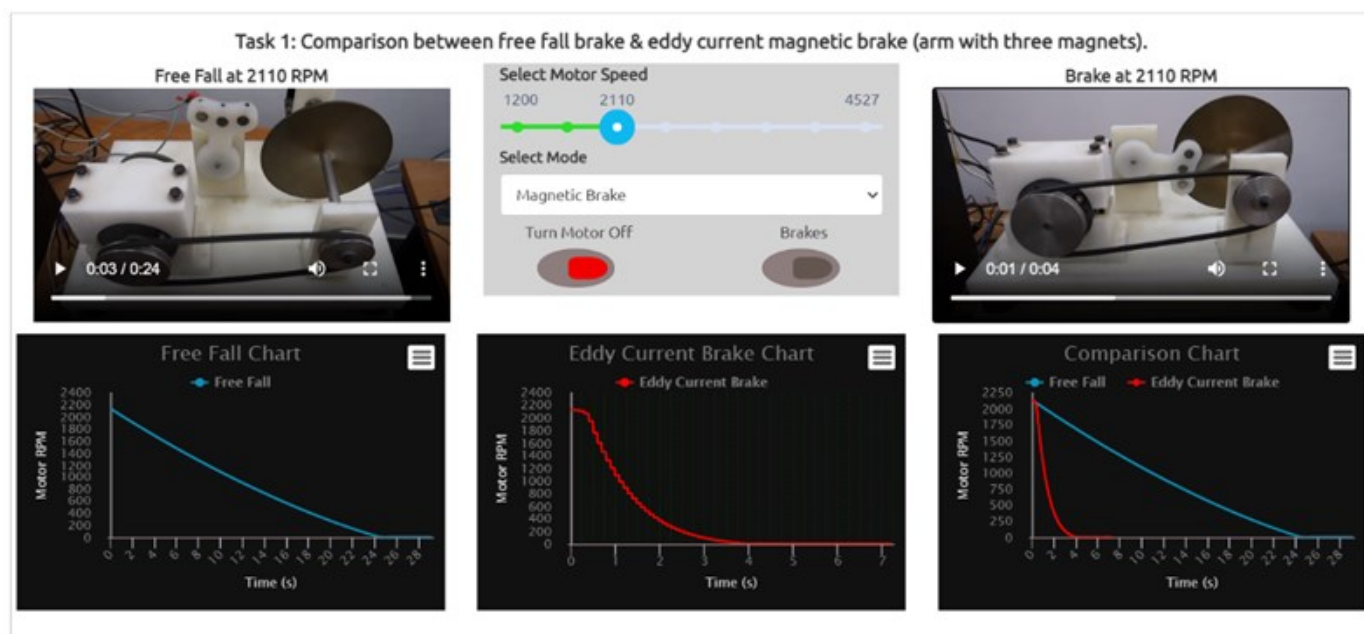 Task 1: Comparison between free fall brake & eddy current magnetic brake (arm with three magnets).
Free Fall at 2110 RPM
0:03 / 0:24
Select Motor Speed
1200 2110 4527
Select Mode
Magnetic Brake
Turn Motor Off Brakes
Brake at 2110 RPM
0:01 / 0:04
Free Fall Chart
Free Fall
2400
2200
2000
1800
1600
1400
1200
1000
800
600
400
200
0
Motor RPM
0 2 4 6 8 10 12 14 16 18 20 22 24 26 28
Time (s)
Eddy Current Brake Chart
Eddy Current Brake
2400
2200
2000
1800
1600
1400
1200
1000
800
600
400
200
0
Motor RPM
0 1 2 3 4 5 6 7
Time (s)
Comparison Chart
Free Fall Eddy Current Brake
2250
2000
1750
1500
1250
1000
750
500
250
0
Motor RPM
0 2 4 6 8 10 12 14 16 18 20 22 24 26 28
Time (s)